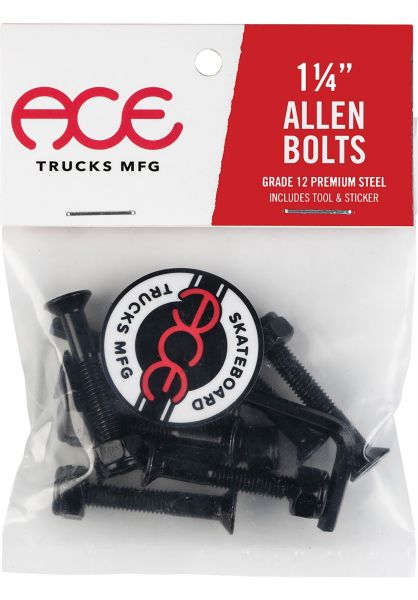 ACE
TRUCKS MFG
1¼”
ALLEN
BOLTS
GRADE 12 PREMIUM STEEL
INCLUDES TOOL & STICKER
SKATEBOARD
ACE
TRUCKS MFG